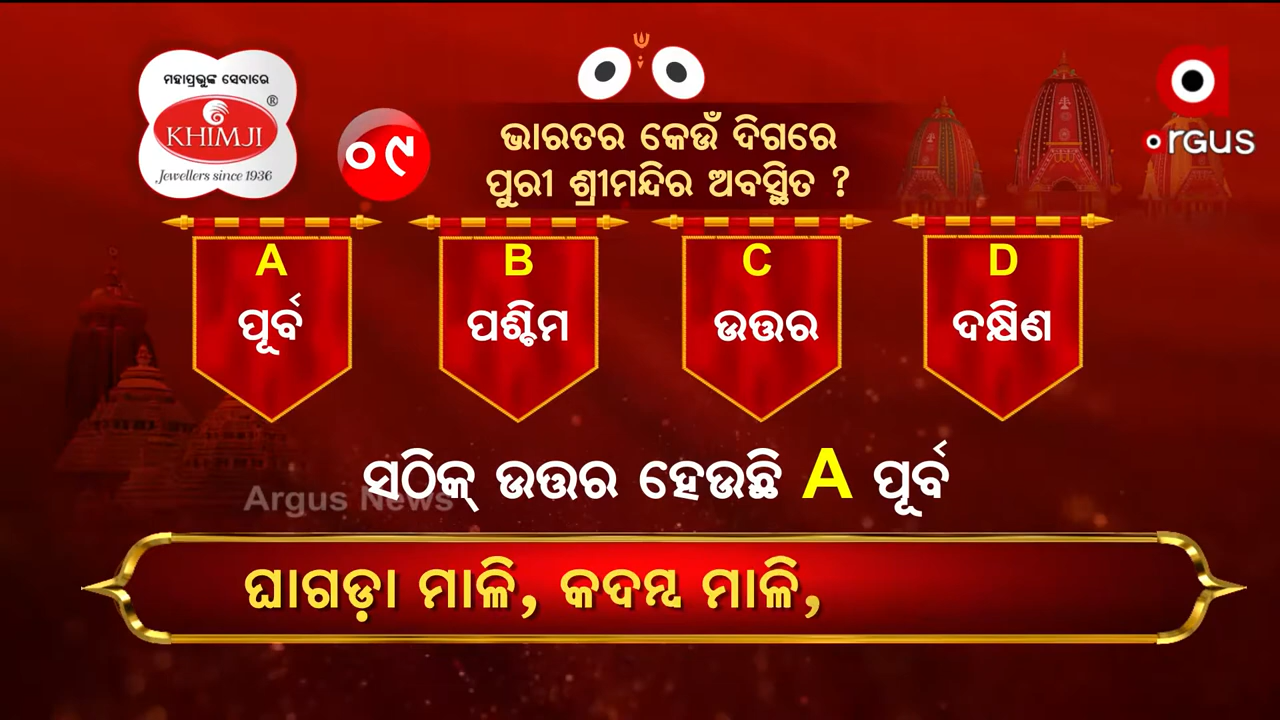 ମହାପ୍ରଭୁଙ୍କ ସେବାରେ
KHIMJI ®
Jewellers since 1936
୦୯
ଭାରତର କେଉଁ ଦିଗରେ
ପୁରୀ ଶ୍ରୀମନ୍ଦିର ଅବସ୍ଥିତ ?
argus
A
ପୂର୍ବ
B
ପଶ୍ଚିମ
C
ଉତ୍ତର
D
ଦକ୍ଷିଣ
ସଠିକ୍ ଉତ୍ତର ହେଉଛି A ପୂର୍ବ
Argus News
ଘାଗଡ଼ା ମାଳି, କଦମ୍ବ ମାଳି,